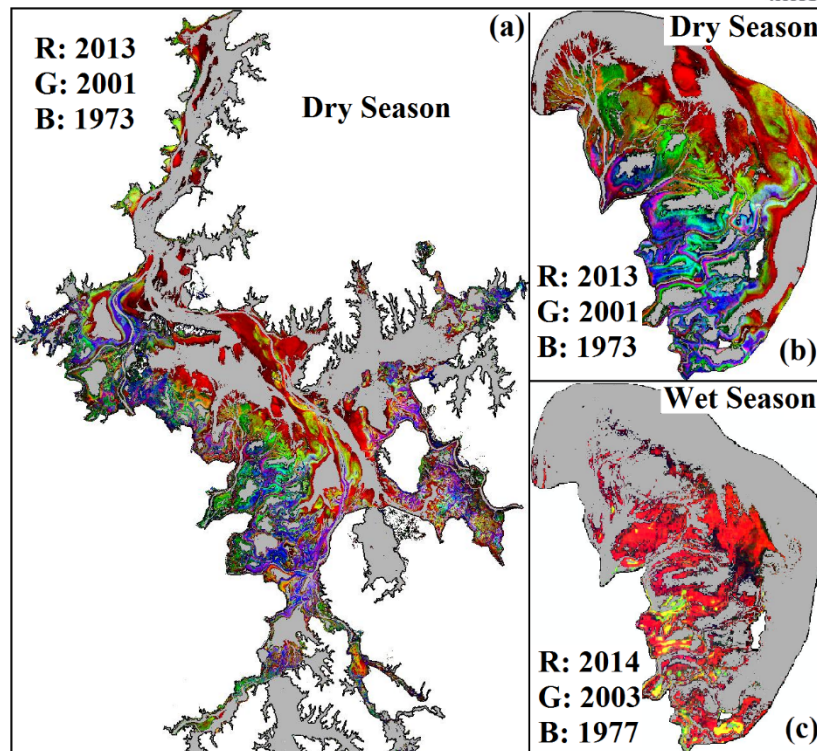 (a)
R: 2013
G: 2001
B: 1973
Dry Season
Dry Season
R: 2013
G: 2001
B: 1973
(b)
Wet Season
R: 2014
G: 2003
B: 1977
(c)